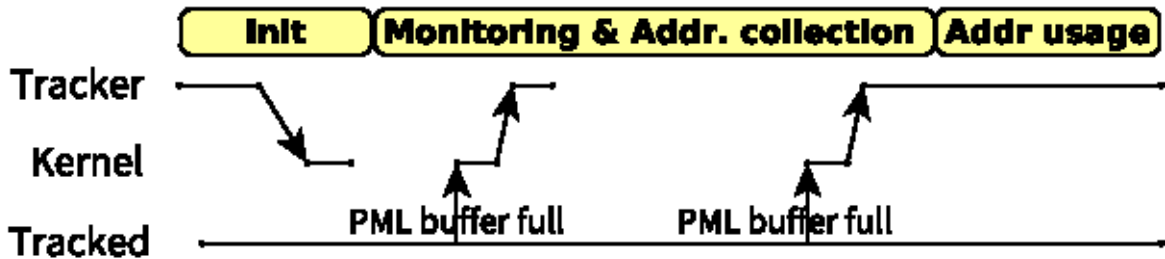 Init Monitoring & Addr. collection Addr usage
Tracker
Kernel
PML buffer full PML buffer full
Tracked